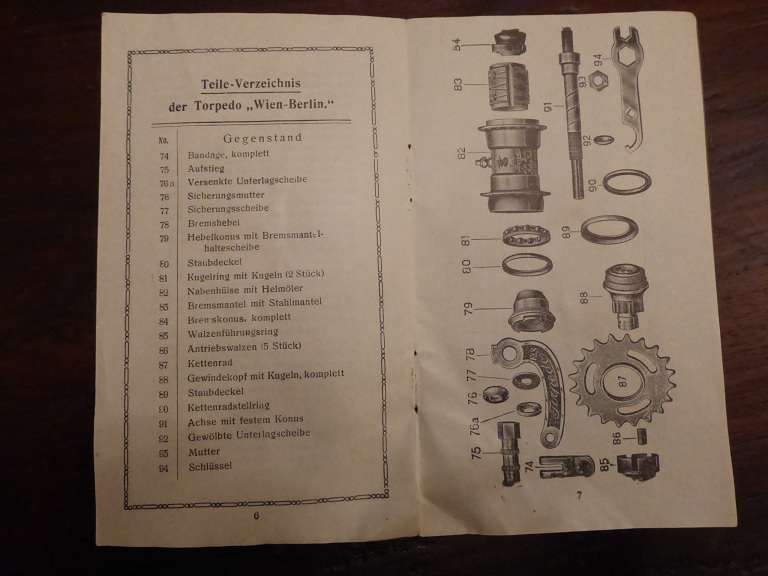 Teile-Verzeichnis
der Torpedo „Wien-Berlin."
No. Gegenstand
74 Bandage, komplett
75 Aufstieg
76a Versenkte Unterlagscheibe
76 Sicherungsmutter
77 Sicherungsscheibe
78 Bremshebel
79 Hebelkonus mit Bremsmantel-
haltescheibe
80 Staubdeckel
81 Kugelring mit Kugeln (2 Stück)
82 Nabenhülse mit Helmöler
83 Bremsmantel mit Stahlmantel
84 Bremskonus, komplett
85 Walzenführungsring
86 Antriebswalzen (5 Stück)
87 Kettenrad
88 Gewindekopf mit Kugeln, komplett
89 Staubdeckel
90 Kettenradstellring
91 Achse mit festem Konus
92 Gewölbte Unterlagscheibe
93 Mutter
94 Schlüssel
6
84
83
82
81
80
79
78
77
76
76a
75
74
91
93
94
92
90
89
88
87
86
85
7